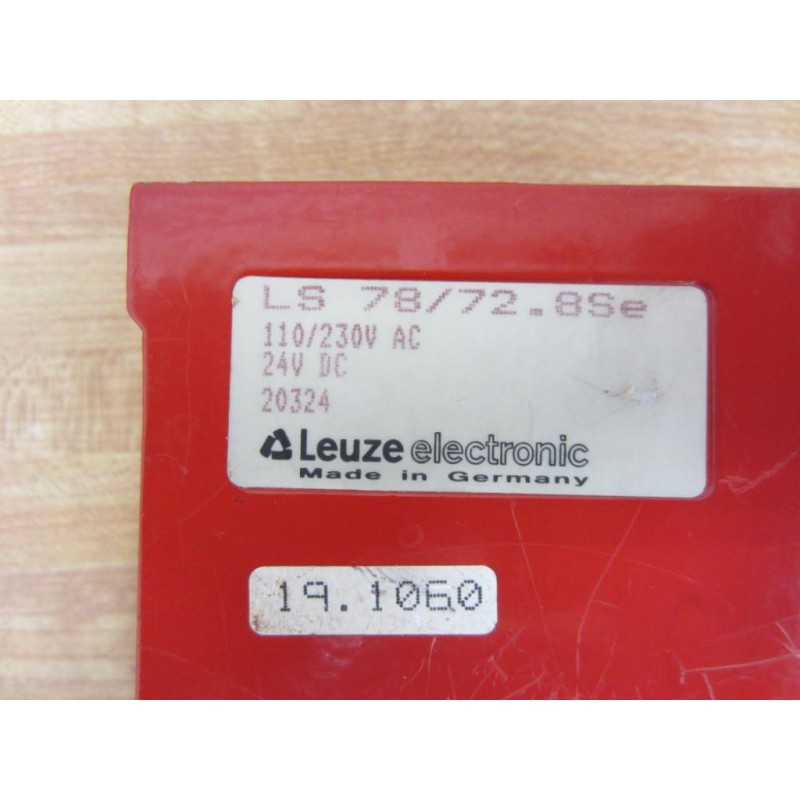 LS 78/72.8Se
110/230V AC
24V DC
20324
Leuze electronic
Made in Germany
19.1060